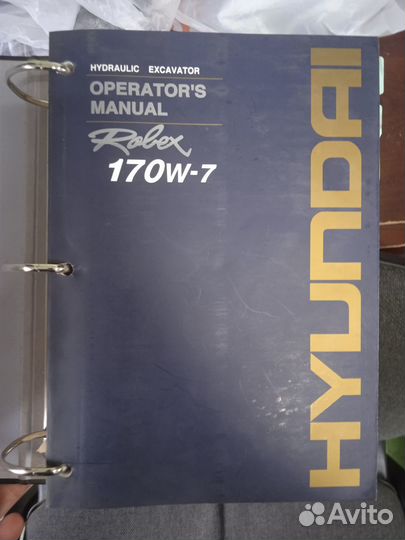 HYDRAULIC EXCAVATOR
OPERATOR'S
MANUAL
Robex
170W-7
HYUNDAI
Avito